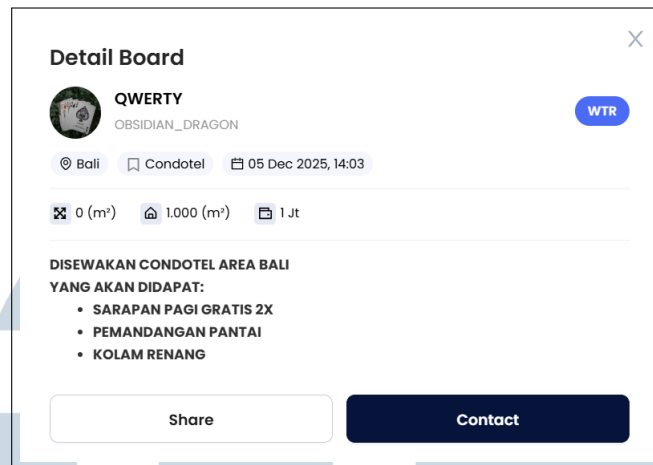 Detail Board
QWERTY
OBSIDIAN_DRAGON
WTR
Bali Condotel 05 Dec 2025, 14:03
0 (m²) 1.000 (m²) 1 Jt
DISEWAKAN CONDOTEL AREA BALI
YANG AKAN DIDAPAT:
• SARAPAN PAGI GRATIS 2X
• PEMANDANGAN PANTAI
• KOLAM RENANG
Share Contact